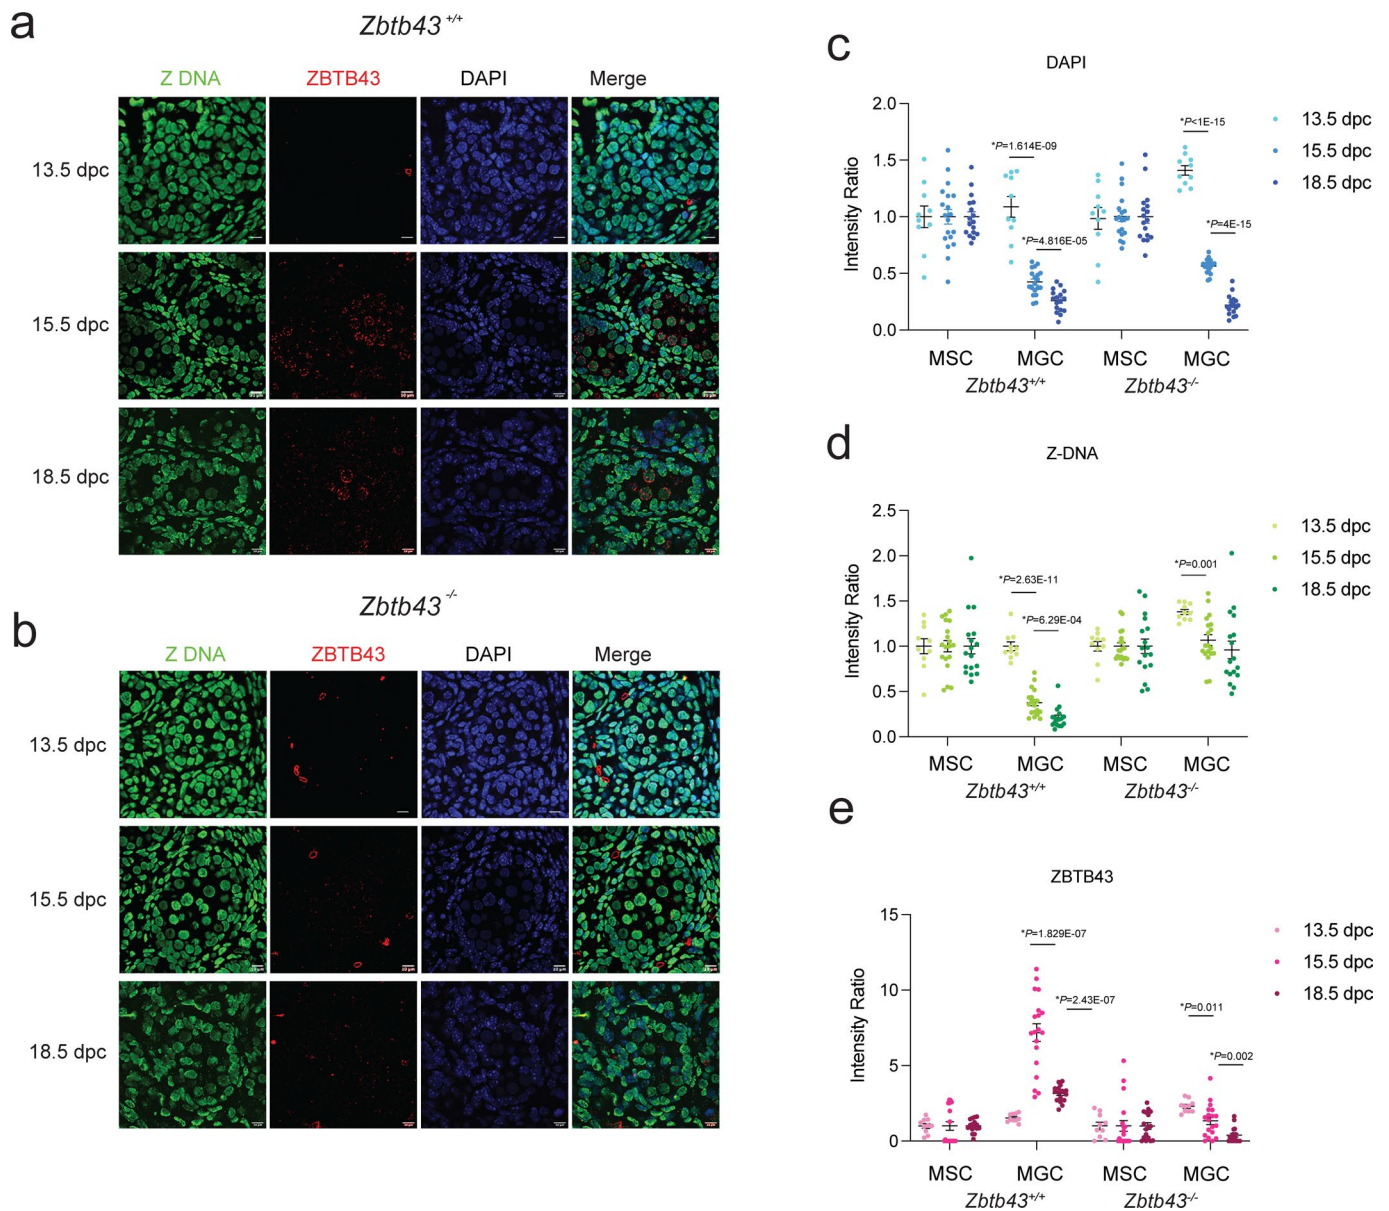 a
Zbtb43 +/+
Z DNA ZBTB43 DAPI Merge
13.5 dpc
15.5 dpc
18.5 dpc
b
Zbtb43 -/-
Z DNA ZBTB43 DAPI Merge
13.5 dpc
15.5 dpc
18.5 dpc
c
DAPI
Intensity Ratio
2.0
1.5
1.0
0.5
0.0
*P=1.614E-09
*P=4.816E-05
*P<1E-15
*P=4E-15
13.5 dpc
15.5 dpc
18.5 dpc
MSC MGC MSC MGC
Zbtb43+/+ Zbtb43-/-
d
Z-DNA
Intensity Ratio
2.5
2.0
1.5
1.0
0.5
0.0
*P=2.63E-11
*P=6.29E-04
*P=0.001
13.5 dpc
15.5 dpc
18.5 dpc
MSC MGC MSC MGC
Zbtb43+/+ Zbtb43-/-
e
ZBTB43
Intensity Ratio
15
10
5
0
*P=1.829E-07
*P=2.43E-07
*P=0.011
*P=0.002
13.5 dpc
15.5 dpc
18.5 dpc
MSC MGC MSC MGC
Zbtb43+/+ Zbtb43-/-